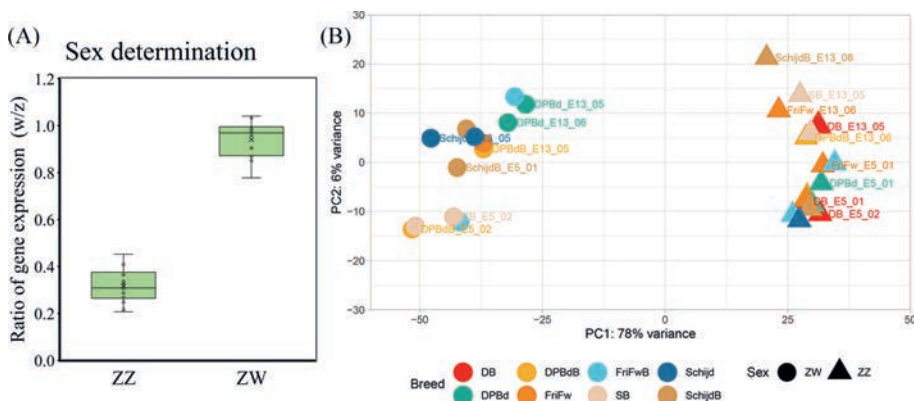 (A)
Sex determination
Ratio of gene expression (w/z)
1.2
1.0
0.8
0.6
0.4
0.2
0.0
ZZ
ZW
(B)
PC2: 6% variance
30
20
10
0
−10
−20
−30
SchijdB_E13_06
SB_E13_05
FriFw_E13_06
DB_E13_05
DPBdB_E13_06
FriFw_E5_01
DPBd_E5_01
DB_E5_01
DB_E5_02
DPBd_E13_05
DPBd_E13_06
DPBdB_E13_05
SchijdB_E5_01
DPBdB_E5_02
−50
−25
0
25
50
PC1: 78% variance
Breed
DB
DPBdB
FriFwB
Schijd
DPBd
FriFw
SB
SchijdB
Sex
ZW
ZZ